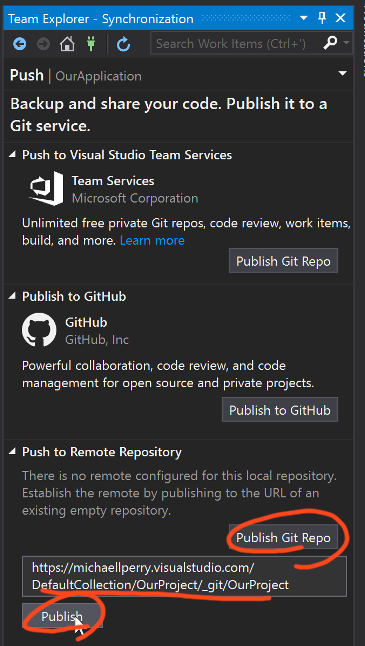 Team Explorer - Synchronization
Search Work Items (Ctrl+')
Push | OurApplication
Backup and share your code. Publish it to a
Git service.
Push to Visual Studio Team Services
Team Services
Microsoft Corporation
Unlimited free private Git repos, code review, work items,
build, and more. Learn more
Publish Git Repo
Publish to GitHub
GitHub
GitHub, Inc
Powerful collaboration, code review, and code
management for open source and private projects.
Publish to GitHub
Push to Remote Repository
There is no remote configured for this local repository.
Establish the remote by publishing to the URL of an
existing empty repository.
Publish Git Repo
https://michaellperry.visualstudio.com/
DefaultCollection/OurProject/_git/OurProject
Publish